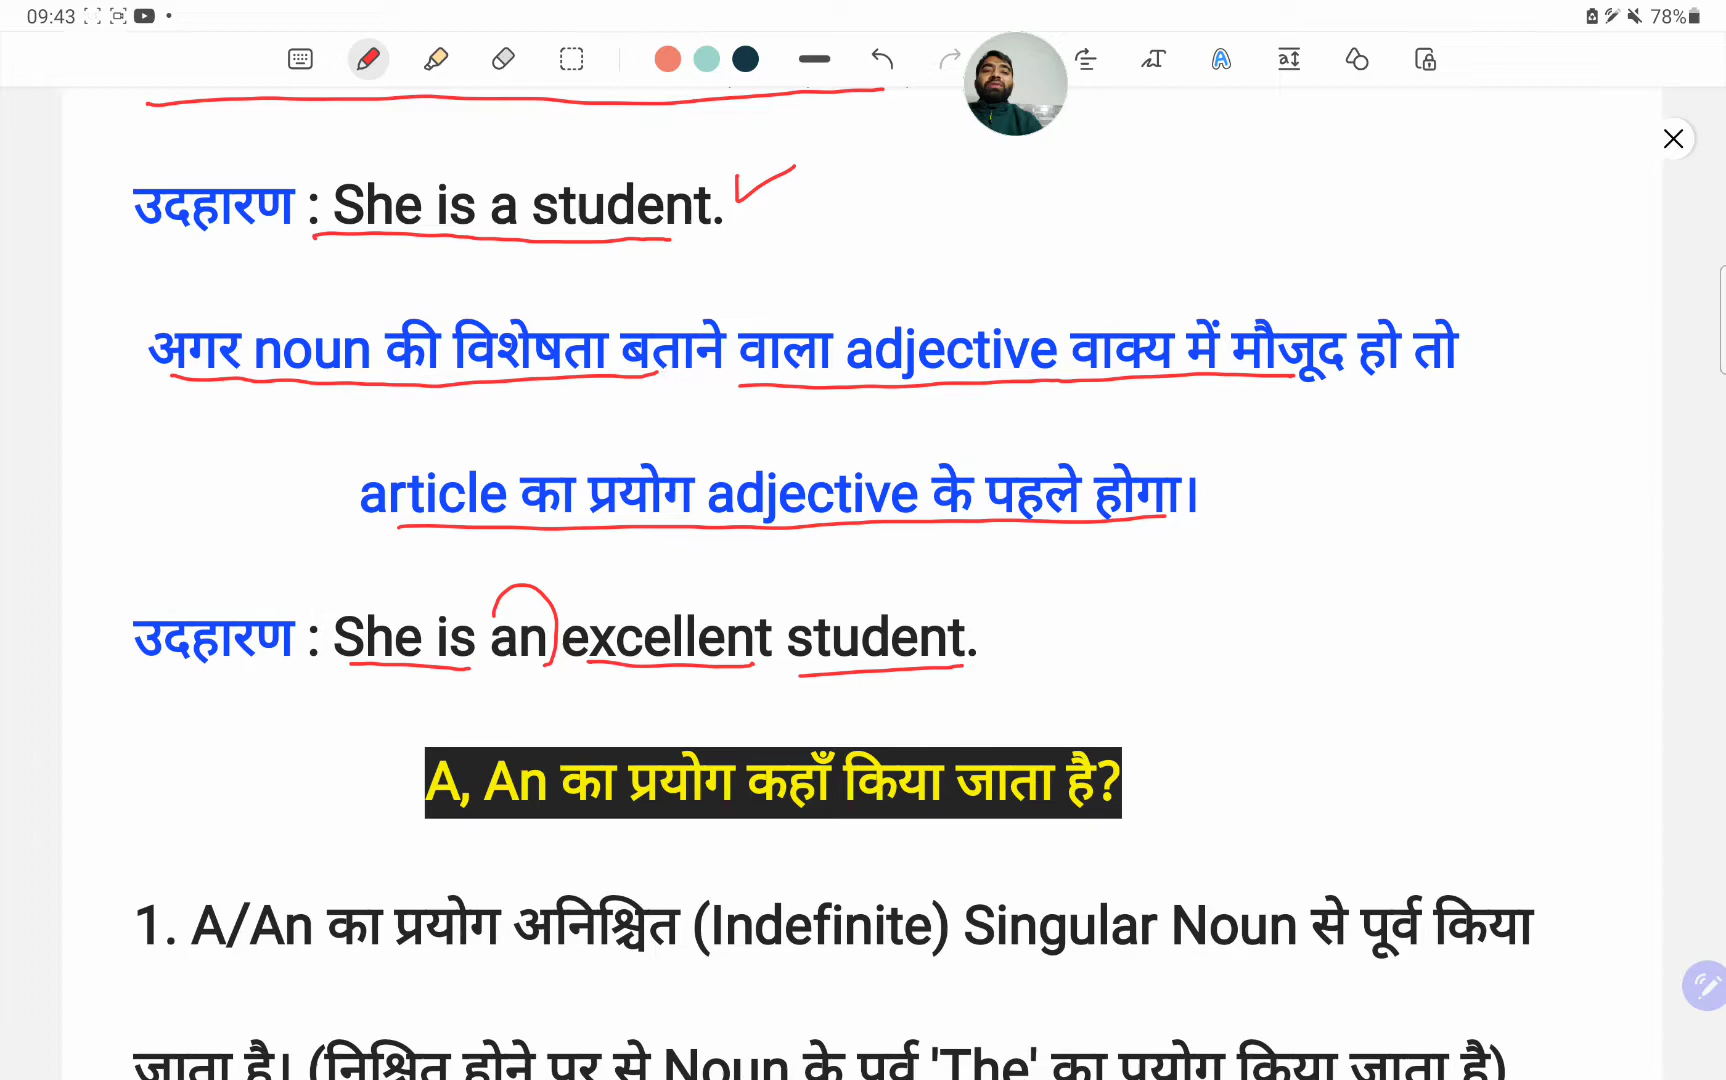 09:43
78%
उदहारण : She is a student.
अगर noun की विशेषता बताने वाला adjective वाक्य में मौजूद हो तो
article का प्रयोग adjective के पहले होगा।
उदहारण : She is an excellent student.
A, An का प्रयोग कहाँ किया जाता है?
1. A/An का प्रयोग अनिश्चित (Indefinite) Singular Noun से पूर्व किया
जाता है। (निश्चित होने पर से Noun के पूर्व 'The' का प्रयोग किया जाता है)